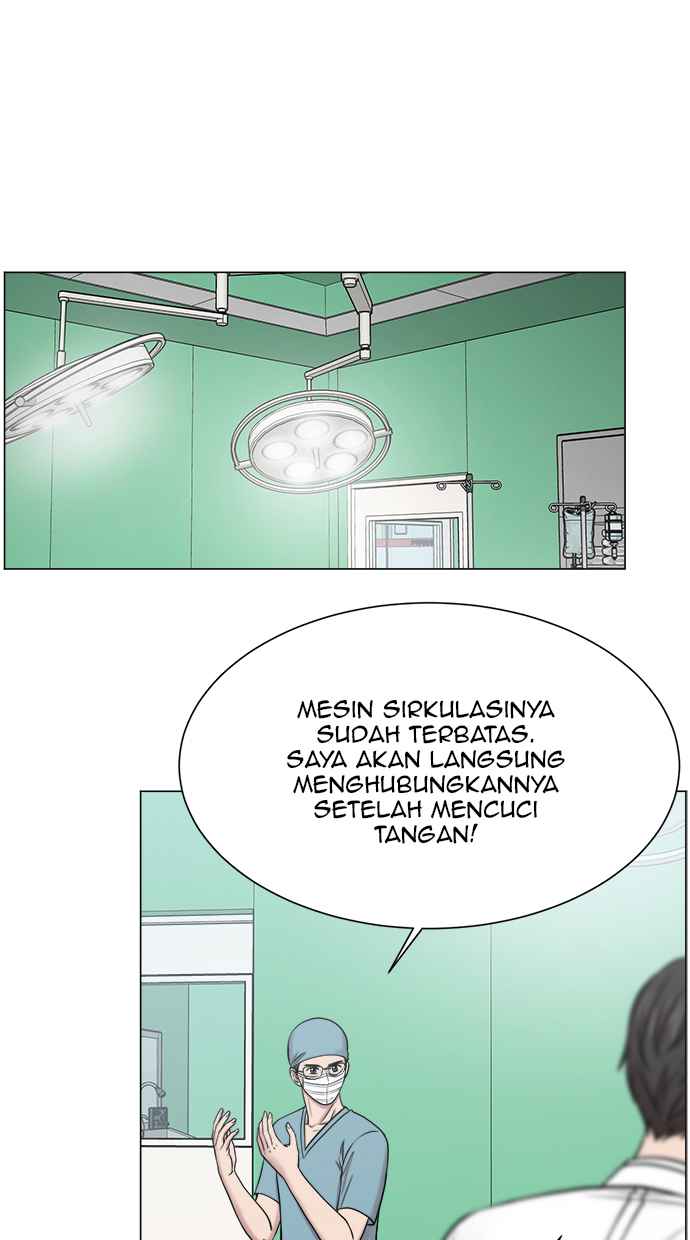 MESIN SIRKULASINYA
SUDAH TERBATAS.
SAYA AKAN LANGSUNG
MENGHUBUNGKANNYA
SETELAH MENCUCI
TANGAN!